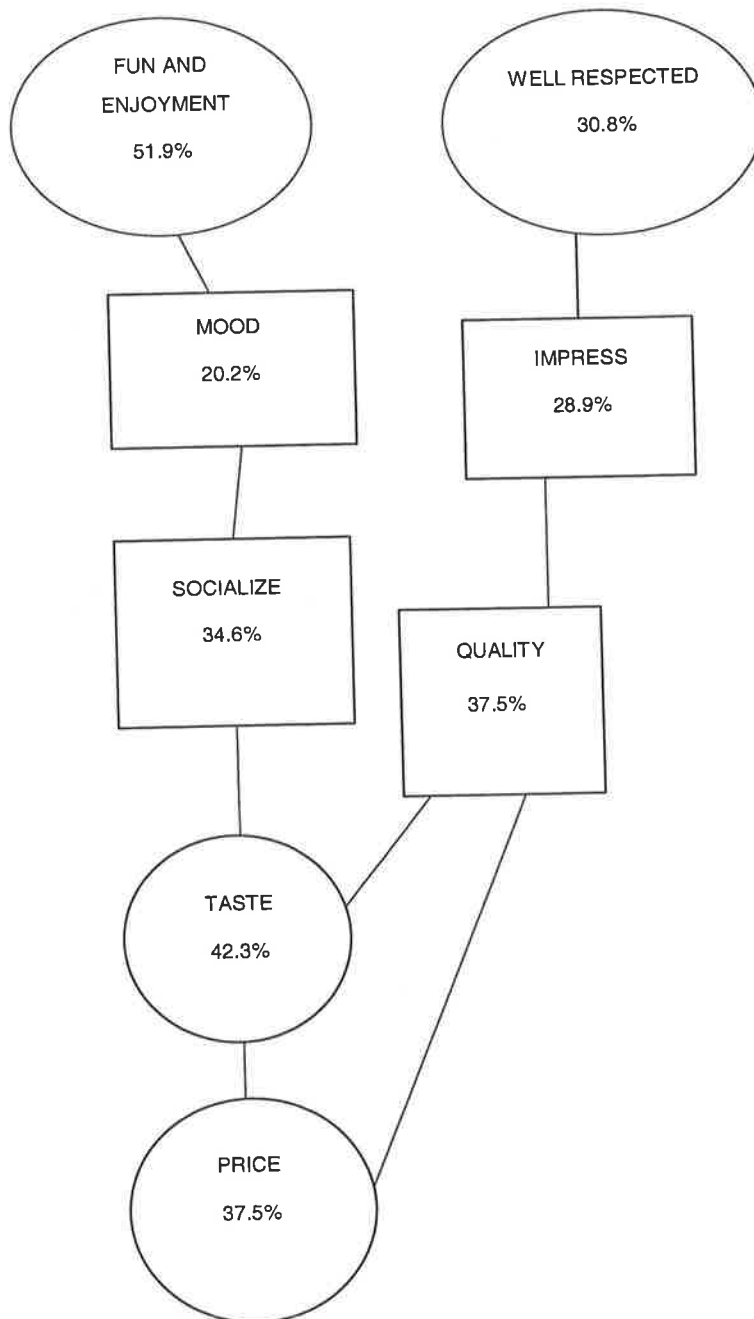 FUN AND
ENJOYMENT
51.9%
WELL RESPECTED
30.8%
MOOD
20.2%
IMPRESS
28.9%
SOCIALIZE
34.6%
QUALITY
37.5%
TASTE
42.3%
PRICE
37.5%